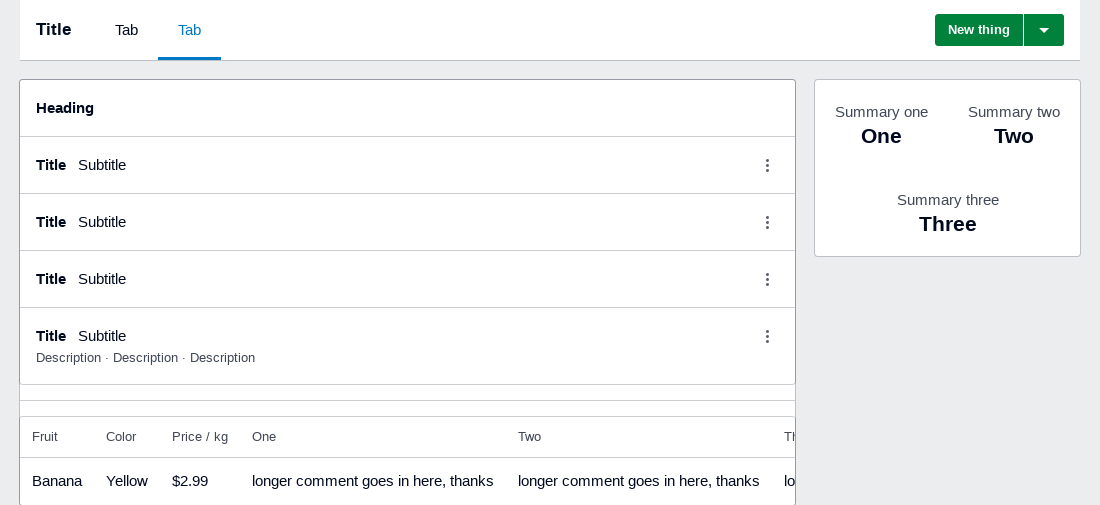 Title Tab Tab New thing
Heading
Title Subtitle
Title Subtitle
Title Subtitle
Title Subtitle
Description · Description · Description
Fruit Color Price / kg One Two
Banana Yellow $2.99 longer comment goes in here, thanks longer comment goes in here, thanks
Summary one Summary two
One Two
Summary three
Three